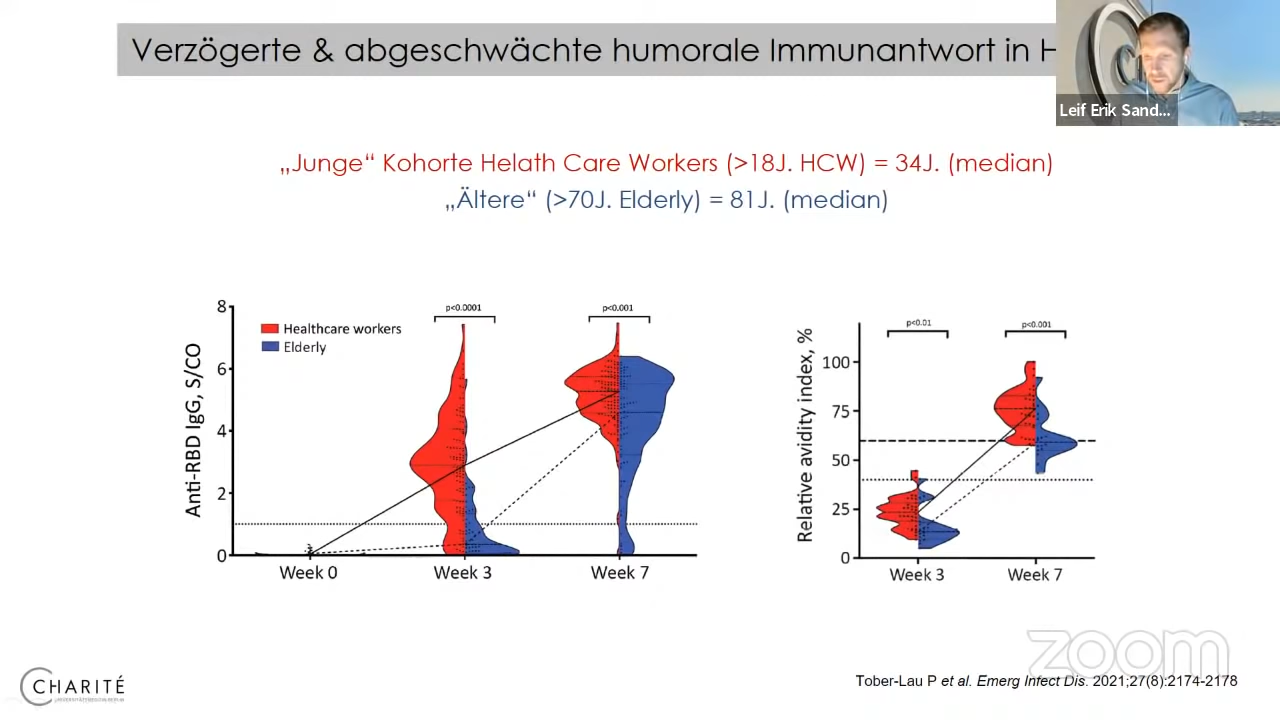 Verzögerte & abgeschwächte humorale Immunantwort in H
Leif Erik Sand...
„Junge“ Kohorte Helath Care Workers (>18J. HCW) = 34J. (median)
„Ältere“ (>70J. Elderly) = 81J. (median)
Anti-RBD IgG, S/CO
8
6
4
2
0
Healthcare workers
Elderly
p<0.0001
p<0.001
Week 0
Week 3
Week 7
Relative avidity index, %
100
75
50
25
0
p<0.01
p<0.001
Week 3
Week 7
zoom
CHARITÉ
Tober-Lau P et al. Emerg Infect Dis. 2021;27(8):2174-2178